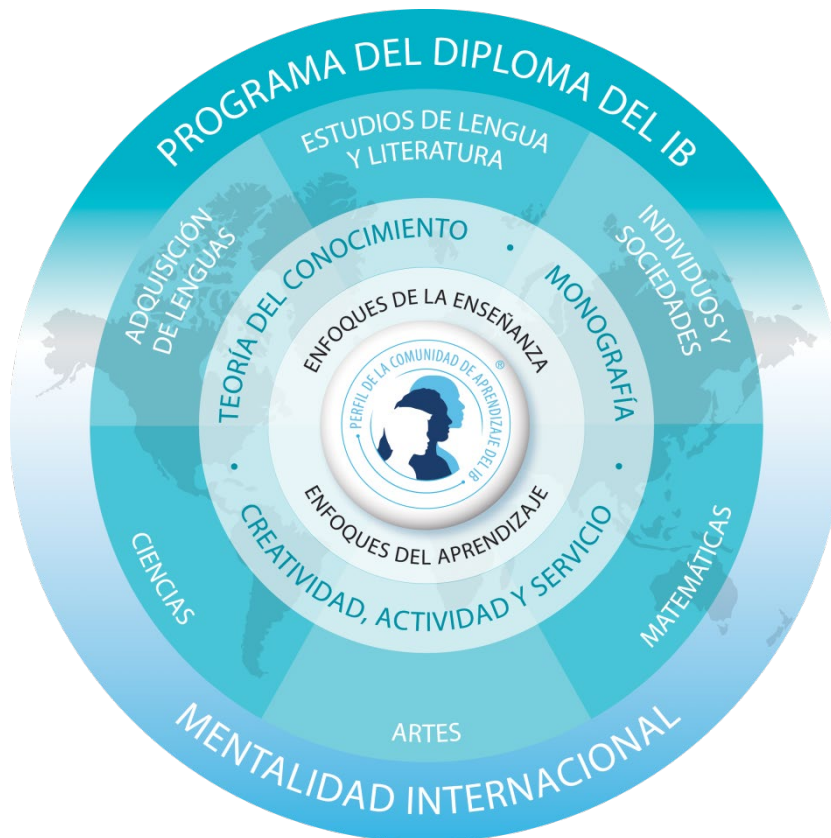 PROGRAMA DEL DIPLOMA DEL IB
ESTUDIOS DE LENGUA
Y LITERATURA
ADQUISICIÓN
DE LENGUAS
INDIVIDUOS Y
SOCIEDADES
TEORÍA DEL CONOCIMIENTO
•
MONOGRAFÍA
•
ENFOQUES DE LA ENSEÑANZA
PERFIL DE LA COMUNIDAD DE APRENDIZAJE DEL IB
®
ENFOQUES DEL APRENDIZAJE
CREATIVIDAD, ACTIVIDAD Y SERVICIO
•
CIENCIAS
MATEMÁTICAS
ARTES
MENTALIDAD INTERNACIONAL